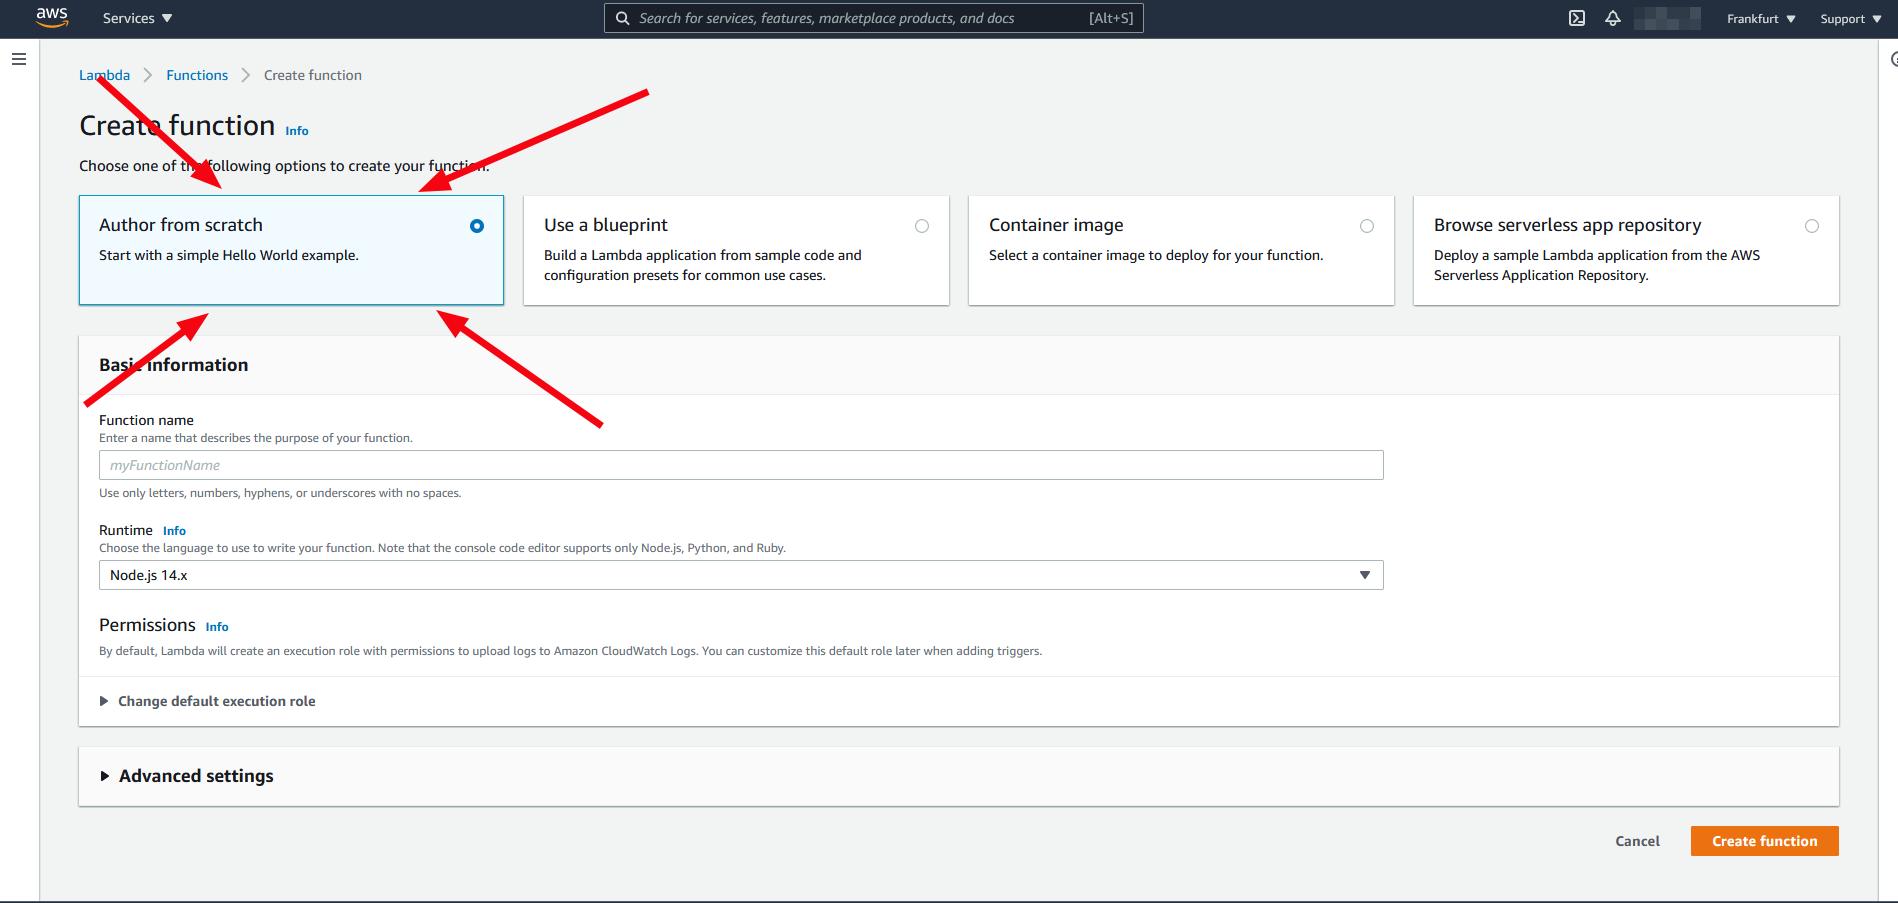 aws
Services
Search for services, features, marketplace products, and docs [Alt+S]
Frankfurt
Support
Lambda > Functions > Create function
Create function Info
Choose one of the following options to create your function.
Author from scratch
Start with a simple Hello World example.
Use a blueprint
Build a Lambda application from sample code and
configuration presets for common use cases.
Container image
Select a container image to deploy for your function.
Browse serverless app repository
Deploy a sample Lambda application from the AWS
Serverless Application Repository.
Basic information
Function name
Enter a name that describes the purpose of your function.
myFunctionName
Use only letters, numbers, hyphens, or underscores with no spaces.
Runtime Info
Choose the language to use to write your function. Note that the console code editor supports only Node.js, Python, and Ruby.
Node.js 14.x
Permissions Info
By default, Lambda will create an execution role with permissions to upload logs to Amazon CloudWatch Logs. You can customize this default role later when adding triggers.
Change default execution role
Advanced settings
Cancel
Create function